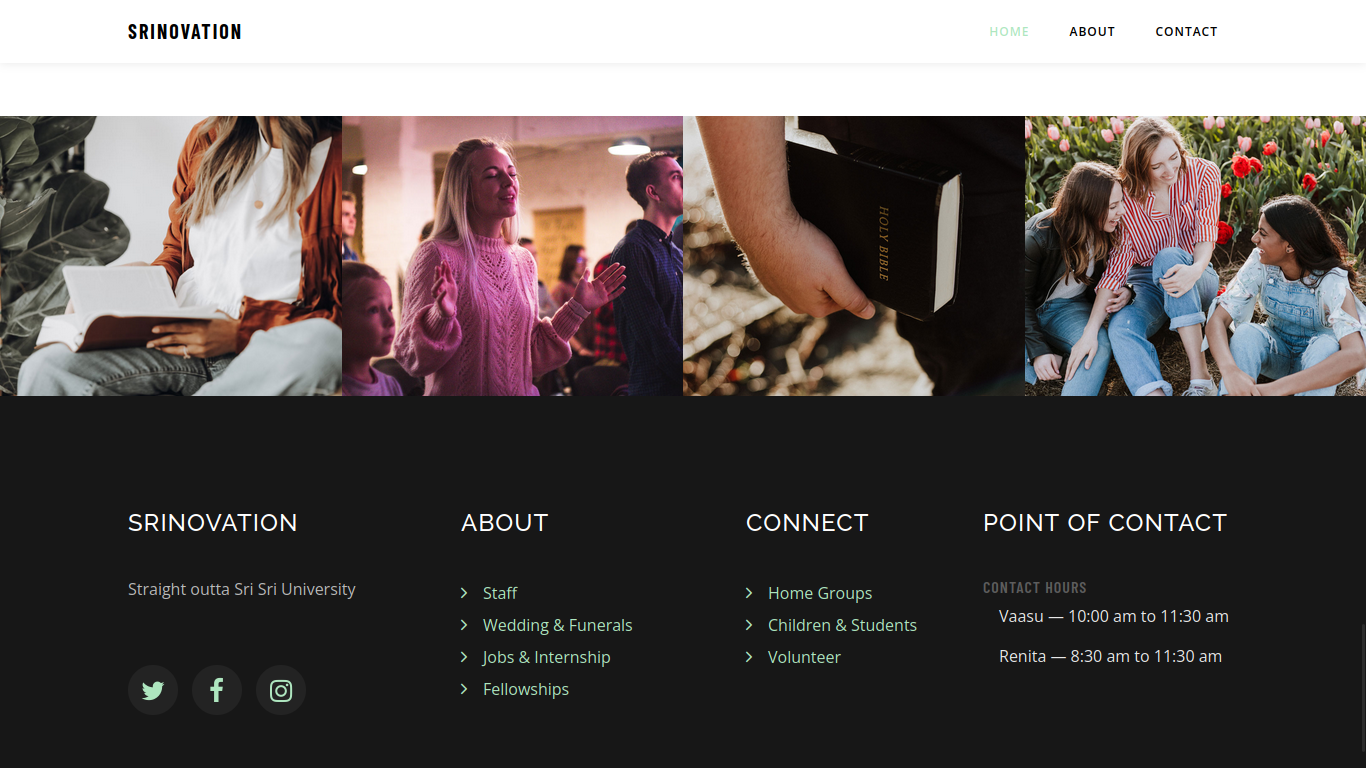 SRINOVATION
HOME ABOUT CONTACT
HOLY BIBLE
SRINOVATION
Straight outta Sri Sri University
ABOUT
Staff
Wedding & Funerals
Jobs & Internship
Fellowships
CONNECT
Home Groups
Children & Students
Volunteer
POINT OF CONTACT
CONTACT HOURS
Vaasu — 10:00 am to 11:30 am
Renita — 8:30 am to 11:30 am